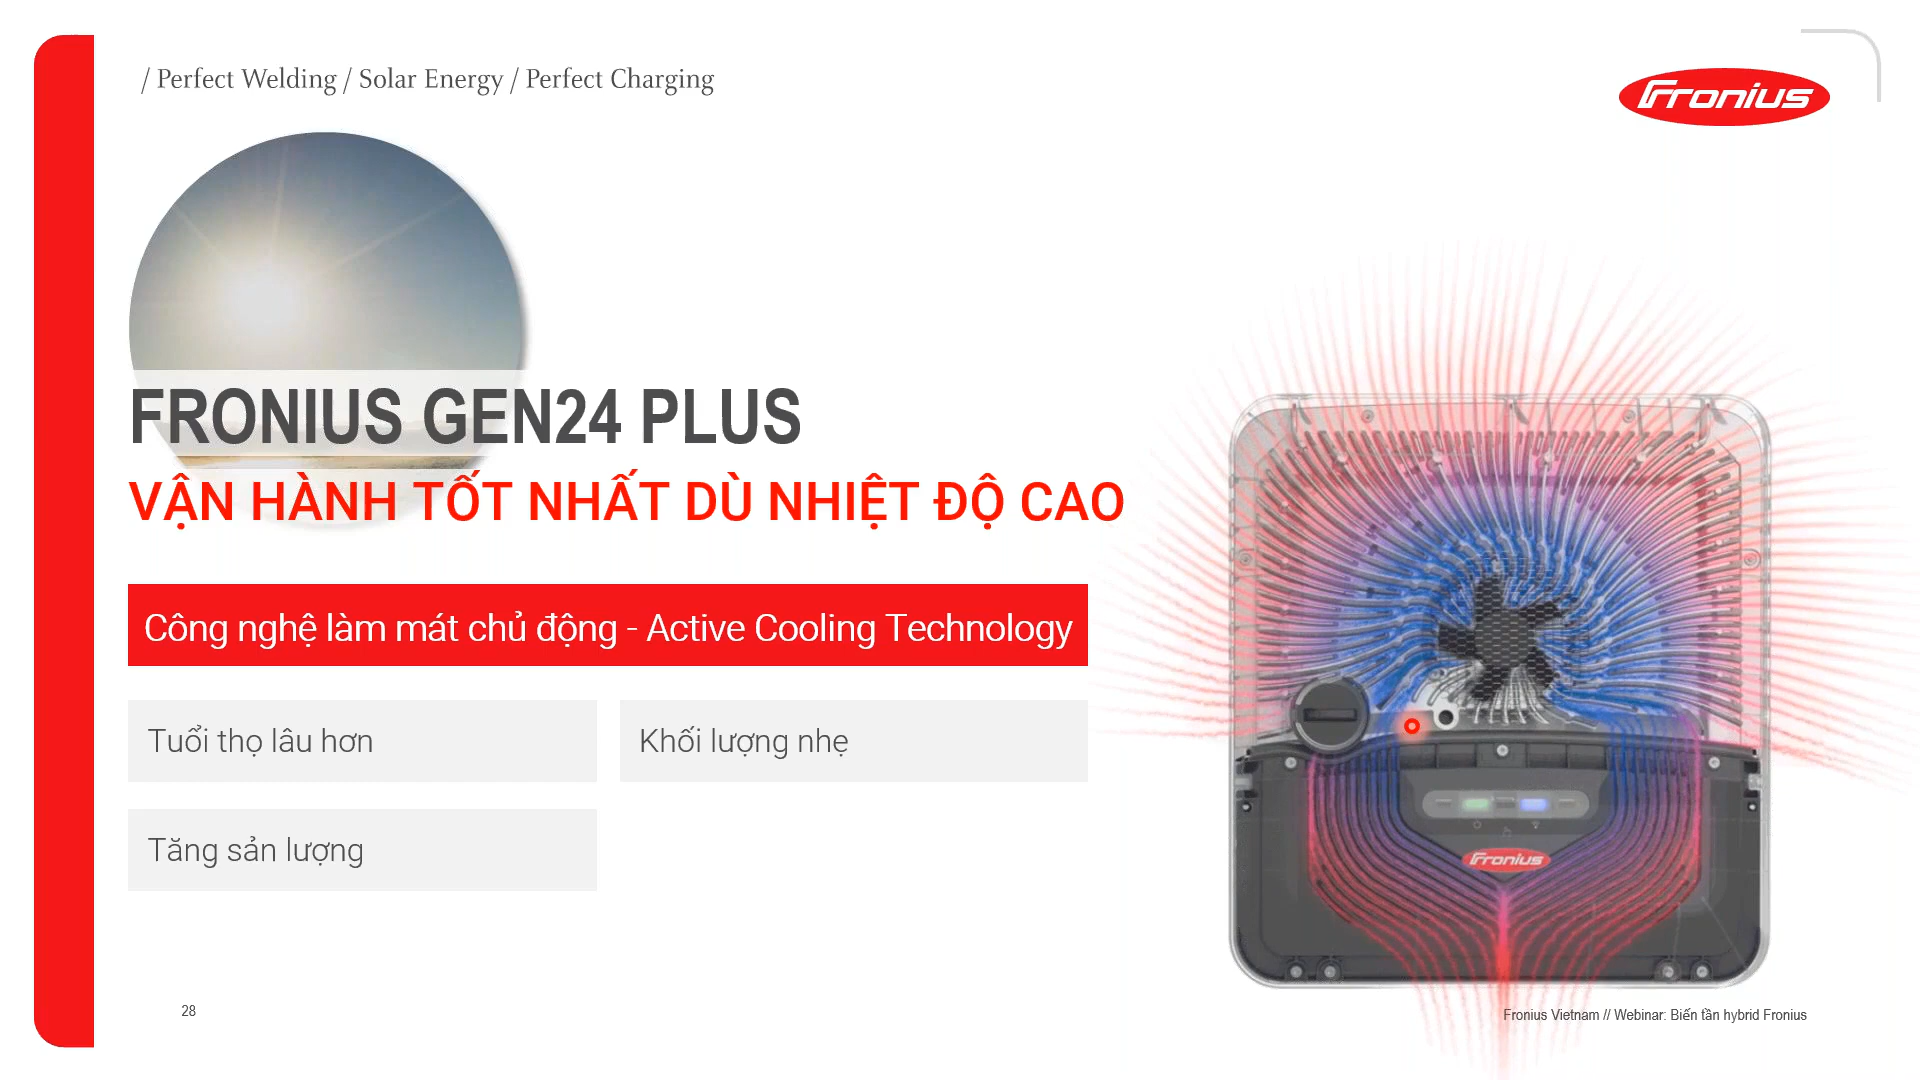 / Perfect Welding / Solar Energy / Perfect Charging
Fronius
FRONIUS GEN24 PLUS
VẬN HÀNH TỐT NHẤT DÙ NHIỆT ĐỘ CAO
Công nghệ làm mát chủ động - Active Cooling Technology
Tuổi thọ lâu hơn
Khối lượng nhẹ
Tăng sản lượng
Fronius
28
Fronius Vietnam // Webinar: Biến tần hybrid Fronius